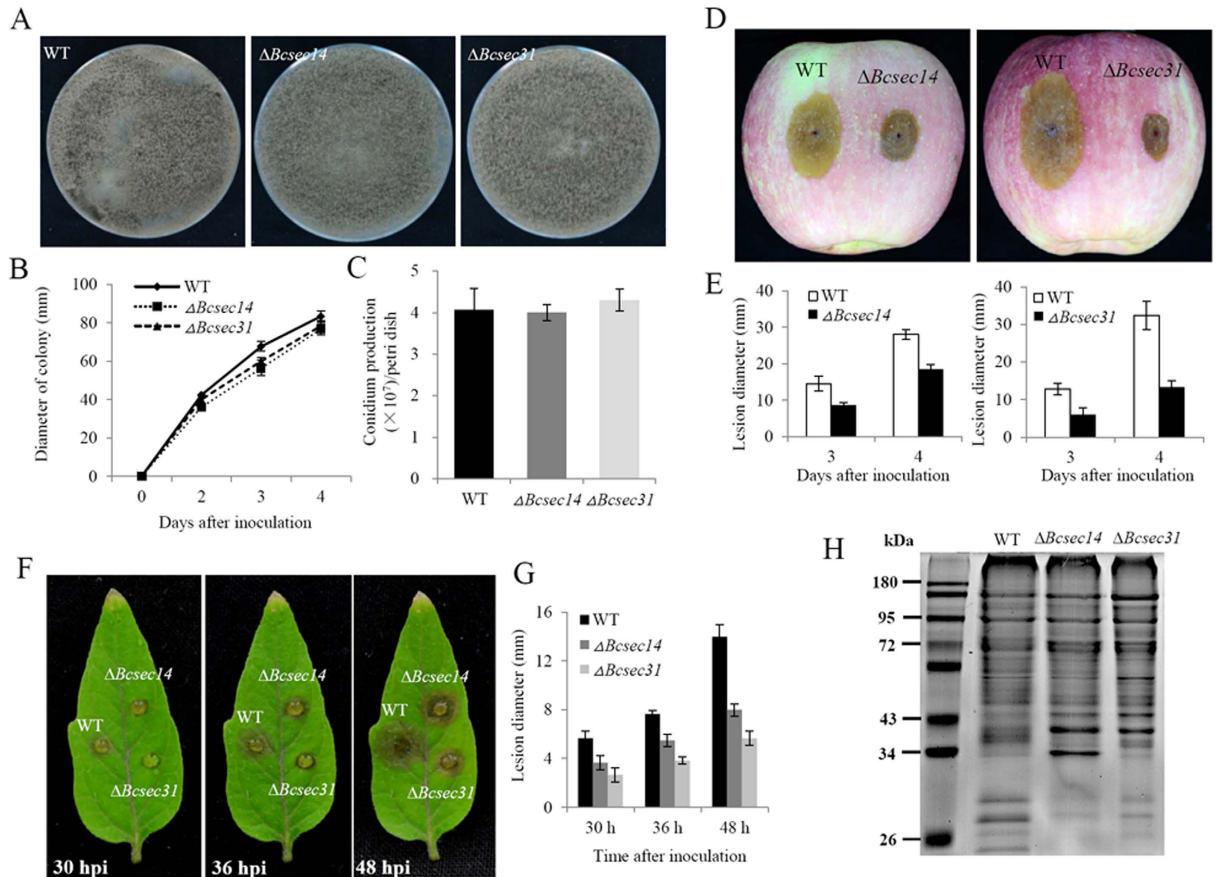 A
WT
ΔBcsec14
ΔBcsec31
B
Diameter of colony (mm)
100
80
60
40
20
0
WT
ΔBcsec14
ΔBcsec31
0
2
3
4
Days after inoculation
C
Conidium production
(×10⁷)/petri dish
5
4
3
2
1
0
WT
ΔBcsec14
ΔBcsec31
D
WT
ΔBcsec14
WT
ΔBcsec31
E
Lesion diameter (mm)
40
30
20
10
0
WT
ΔBcsec14
3
4
Days after inoculation
Lesion diameter (mm)
40
30
20
10
0
WT
ΔBcsec31
3
4
Days after inoculation
F
ΔBcsec14
WT
ΔBcsec31
30 hpi
ΔBcsec14
WT
ΔBcsec31
36 hpi
ΔBcsec14
WT
ΔBcsec31
48 hpi
G
Lesion diameter (mm)
16
12
8
4
0
WT
ΔBcsec14
ΔBcsec31
30 h
36 h
48 h
Time after inoculation
H
kDa
WT
ΔBcsec14
ΔBcsec31
180
95
72
43
34
26